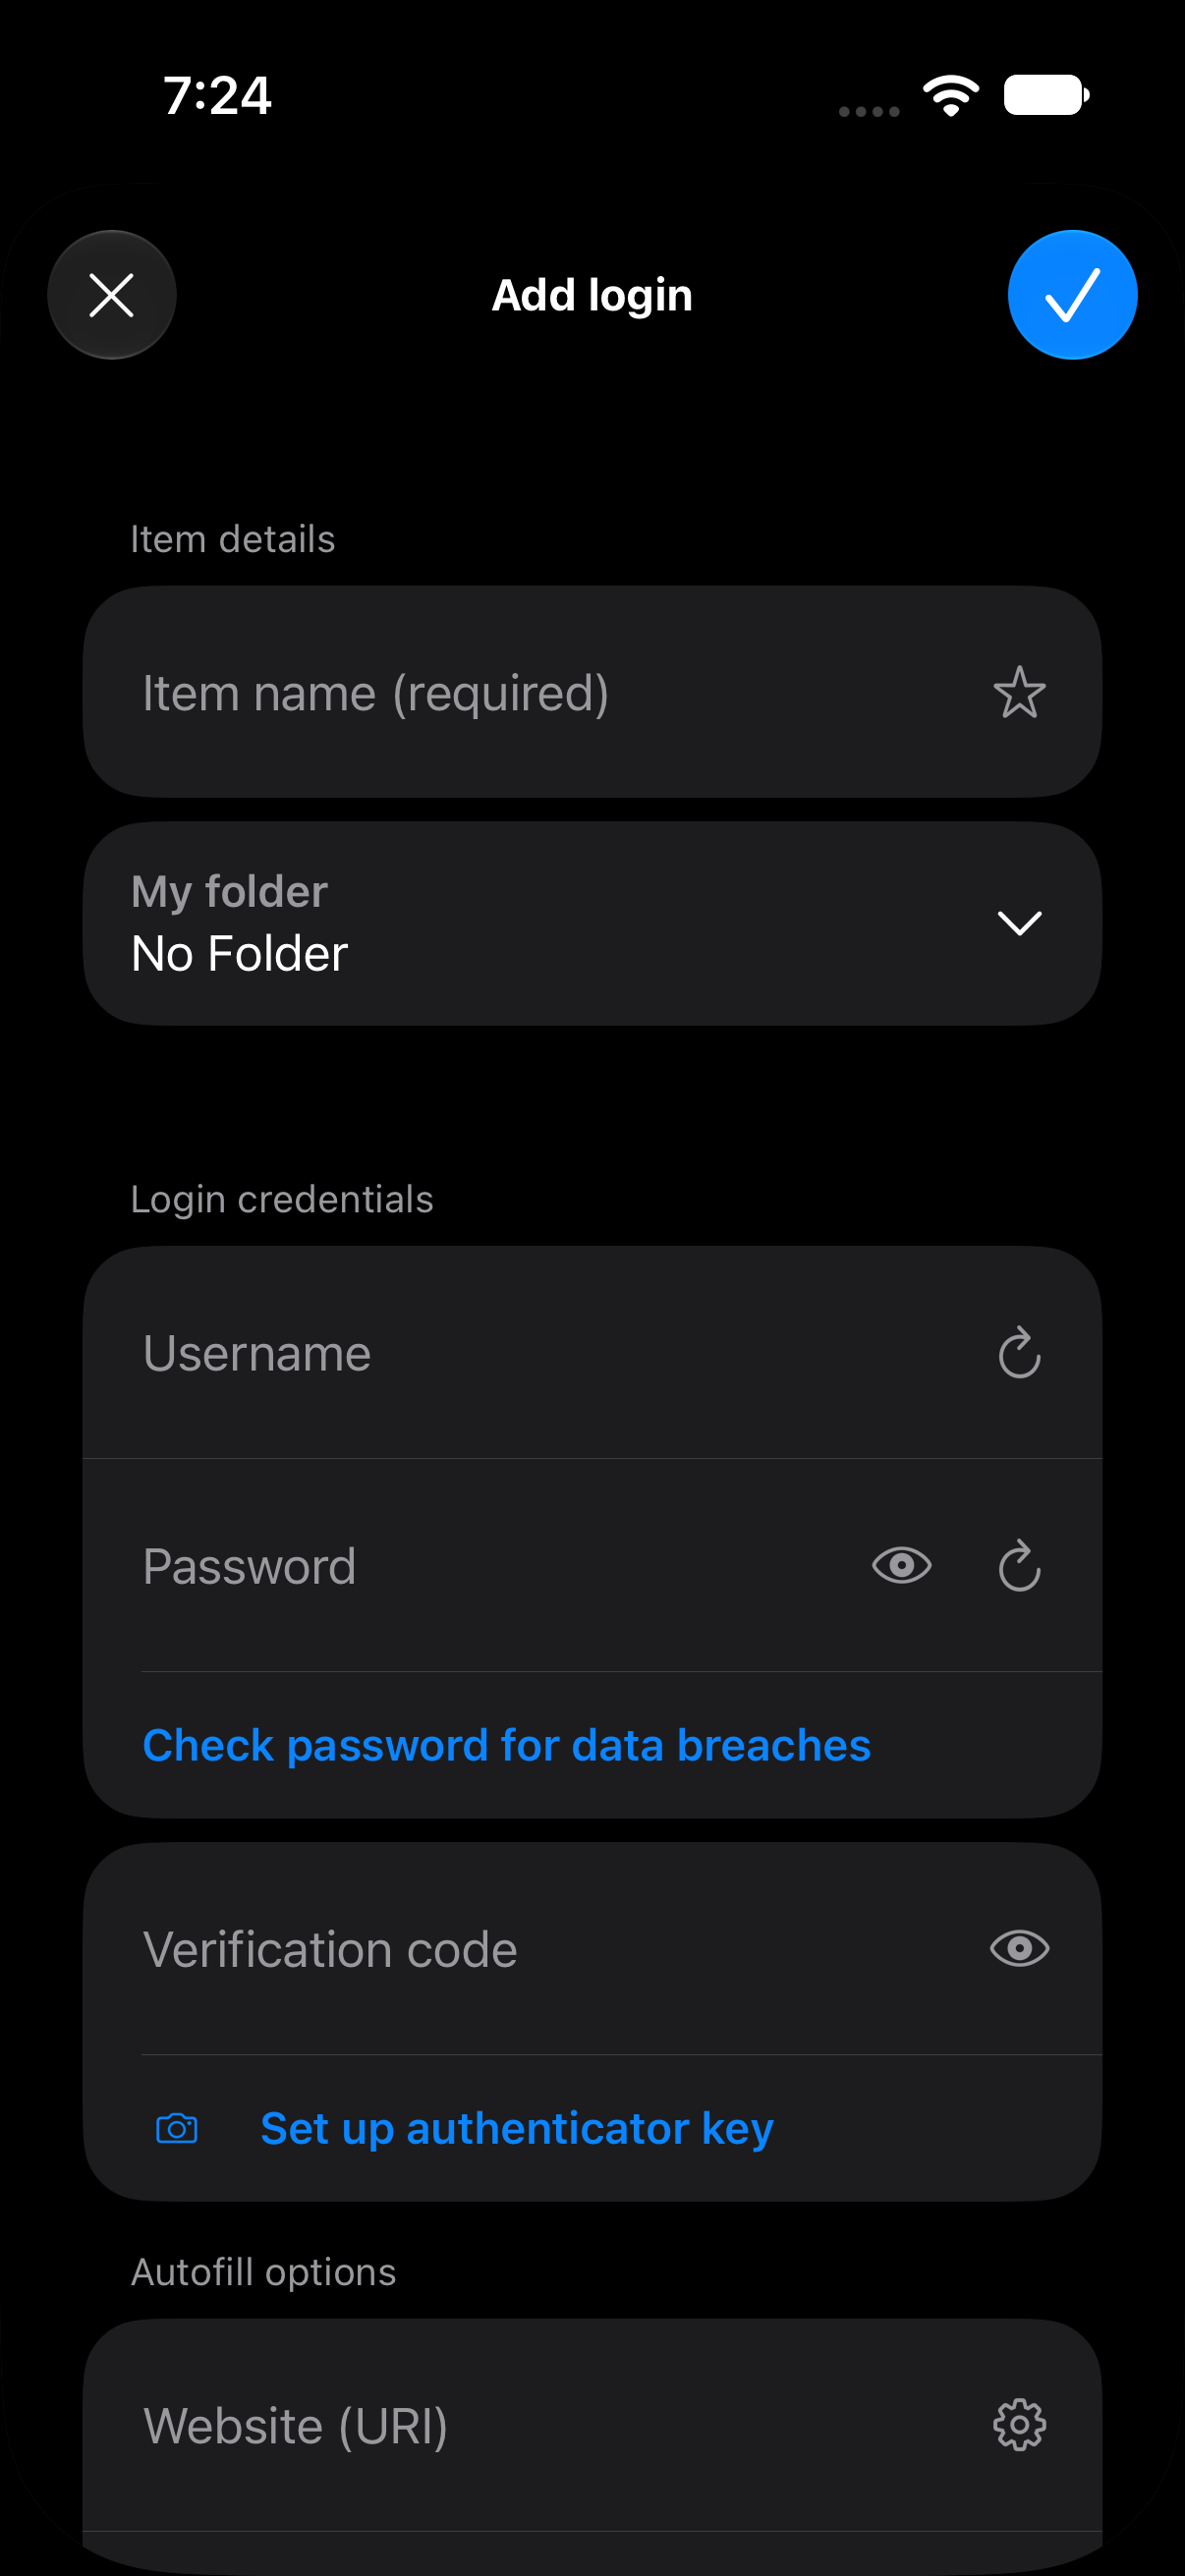 7:24
Add login
Item details
Item name (required)
My folder
No Folder
Login credentials
Username
Password
Check password for data breaches
Verification code
Set up authenticator key
Autofill options
Website (URI)